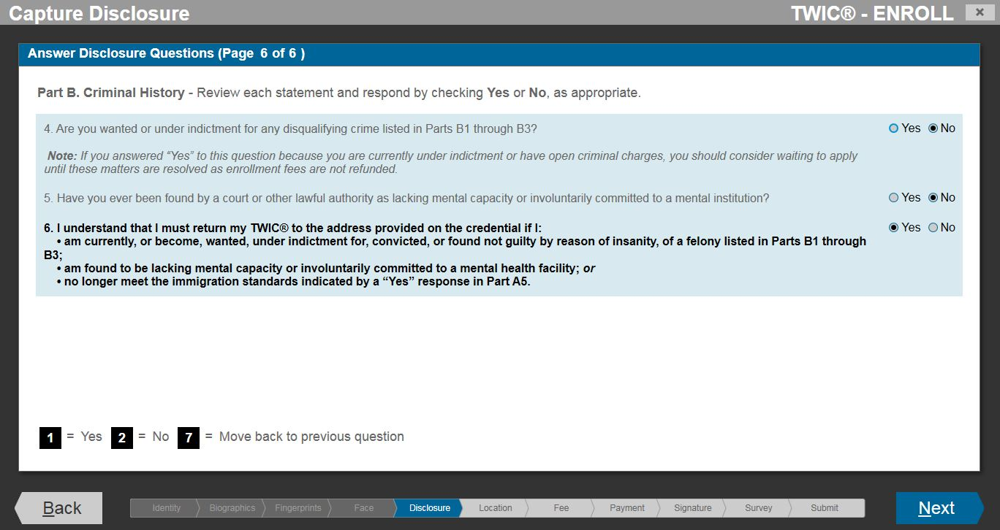 Capture Disclosure
TWIC® - ENROLL
×
Answer Disclosure Questions (Page 6 of 6 )
Part B. Criminal History - Review each statement and respond by checking Yes or No, as appropriate.
4. Are you wanted or under indictment for any disqualifying crime listed in Parts B1 through B3?
Yes No
Note: If you answered “Yes” to this question because you are currently under indictment or have open criminal charges, you should consider waiting to apply
until these matters are resolved as enrollment fees are not refunded.
5. Have you ever been found by a court or other lawful authority as lacking mental capacity or involuntarily committed to a mental institution?
Yes No
6. I understand that I must return my TWIC® to the address provided on the credential if I:
Yes No
• am currently, or become, wanted, under indictment for, convicted, or found not guilty by reason of insanity, of a felony listed in Parts B1 through
B3;
• am found to be lacking mental capacity or involuntarily committed to a mental health facility; or
• no longer meet the immigration standards indicated by a “Yes” response in Part A5.
1 = Yes 2 = No 7 = Move back to previous question
Back
Identity Biographics Fingerprints Face Disclosure Location Fee Payment Signature Survey Submit
Next